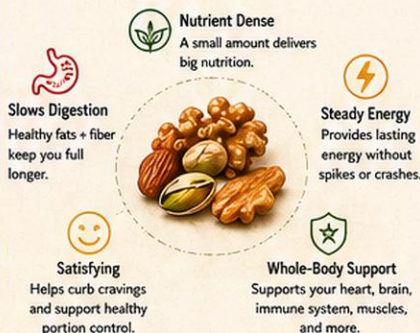 Nutrient Dense
A small amount delivers
big nutrition.
Slows Digestion
Healthy fats + fiber
keep you full
longer.
Steady Energy
Provides lasting
energy without
spikes or crashes.
Satisfying
Helps curb cravings
and support healthy
portion control.
Whole-Body Support
Supports your heart, brain,
immune system, muscles,
and more.